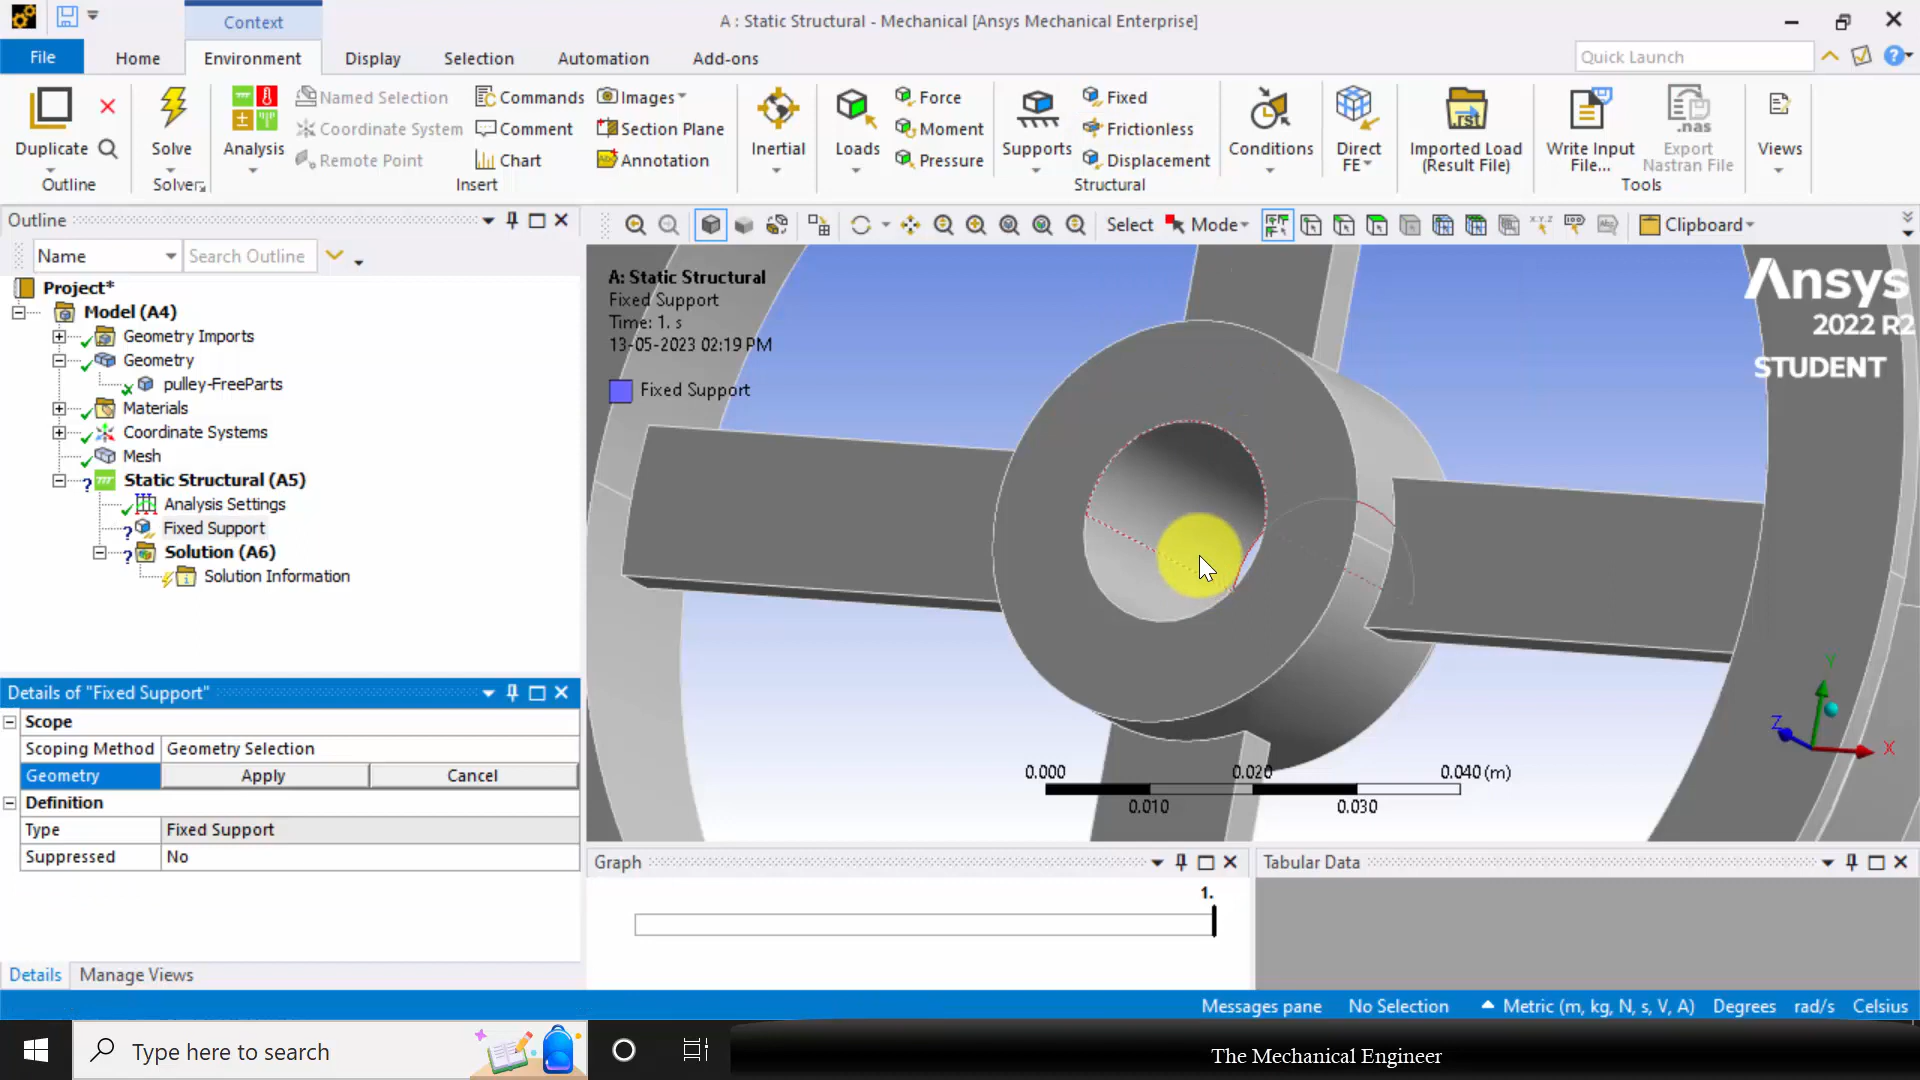 Context
A : Static Structural - Mechanical [Ansys Mechanical Enterprise]
File
Home
Environment
Display
Selection
Automation
Add-ons
Quick Launch
Duplicate
Outline
Solve
Solver
Analysis
Named Selection
Coordinate System
Remote Point
Commands
Comment
Chart
Images
Section Plane
Annotation
Insert
Inertial
Loads
Force
Moment
Pressure
Supports
Fixed
Frictionless
Displacement
Structural
Conditions
Direct
FE
Imported Load
(Result File)
Write Input
File...
Export
Nastran File
Tools
Views
.rst
.nas
Outline
Name
Search Outline
Select
Mode
Clipboard
Project*
Model (A4)
Geometry Imports
Geometry
pulley-FreeParts
Materials
Coordinate Systems
Mesh
Static Structural (A5)
Analysis Settings
Fixed Support
Solution (A6)
Solution Information
A: Static Structural
Fixed Support
Time: 1. s
13-05-2023 02:19 PM
Fixed Support
Ansys
2022 R2
STUDENT
Y
Z
X
0.000
0.020
0.040 (m)
0.010
0.030
Details of "Fixed Support"
Scope
Scoping Method
Geometry Selection
Geometry
Apply
Cancel
Definition
Type
Fixed Support
Suppressed
No
Details
Manage Views
Graph
1.
Tabular Data
Messages pane
No Selection
Metric (m, kg, N, s, V, A)
Degrees
rad/s
Celsius
Type here to search
The Mechanical Engineer